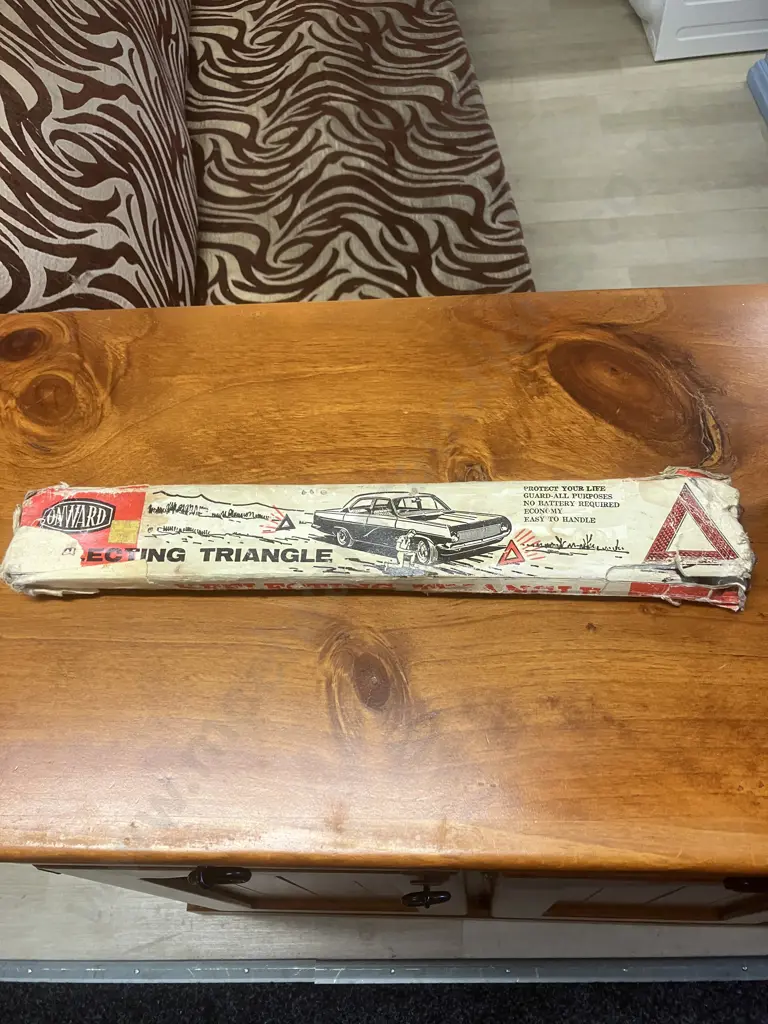 ONWARD
ECTING TRIANGLE
PROTECT YOUR LIFE
GUARD-ALL PURPOSES
NO BATTERY REQUIRED
ECONOMY
EASY TO HANDLE